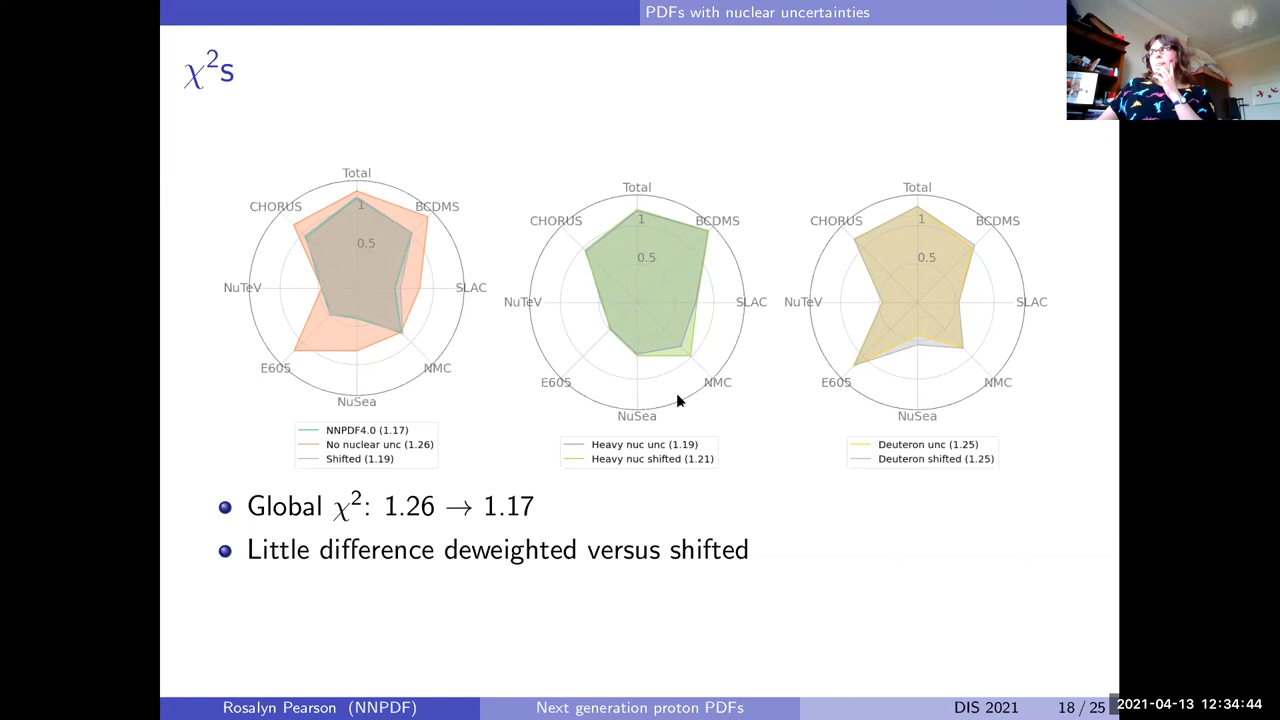 PDFs with nuclear uncertainties
χ²s
Total
CHORUS
BCDMS
1
0.5
NuTeV
SLAC
E605
NMC
NuSea
NNPDF4.0 (1.17)
No nuclear unc (1.26)
Shifted (1.19)
Total
CHORUS
BCDMS
1
0.5
NuTeV
SLAC
E605
NMC
NuSea
Heavy nuc unc (1.19)
Heavy nuc shifted (1.21)
Total
CHORUS
BCDMS
1
0.5
NuTeV
SLAC
E605
NMC
NuSea
Deuteron unc (1.25)
Deuteron shifted (1.25)
Global χ²: 1.26 → 1.17
Little difference deweighted versus shifted
Rosalyn Pearson (NNPDF)
Next generation proton PDFs
DIS 2021
18 / 25
2021-04-13 12:34:44